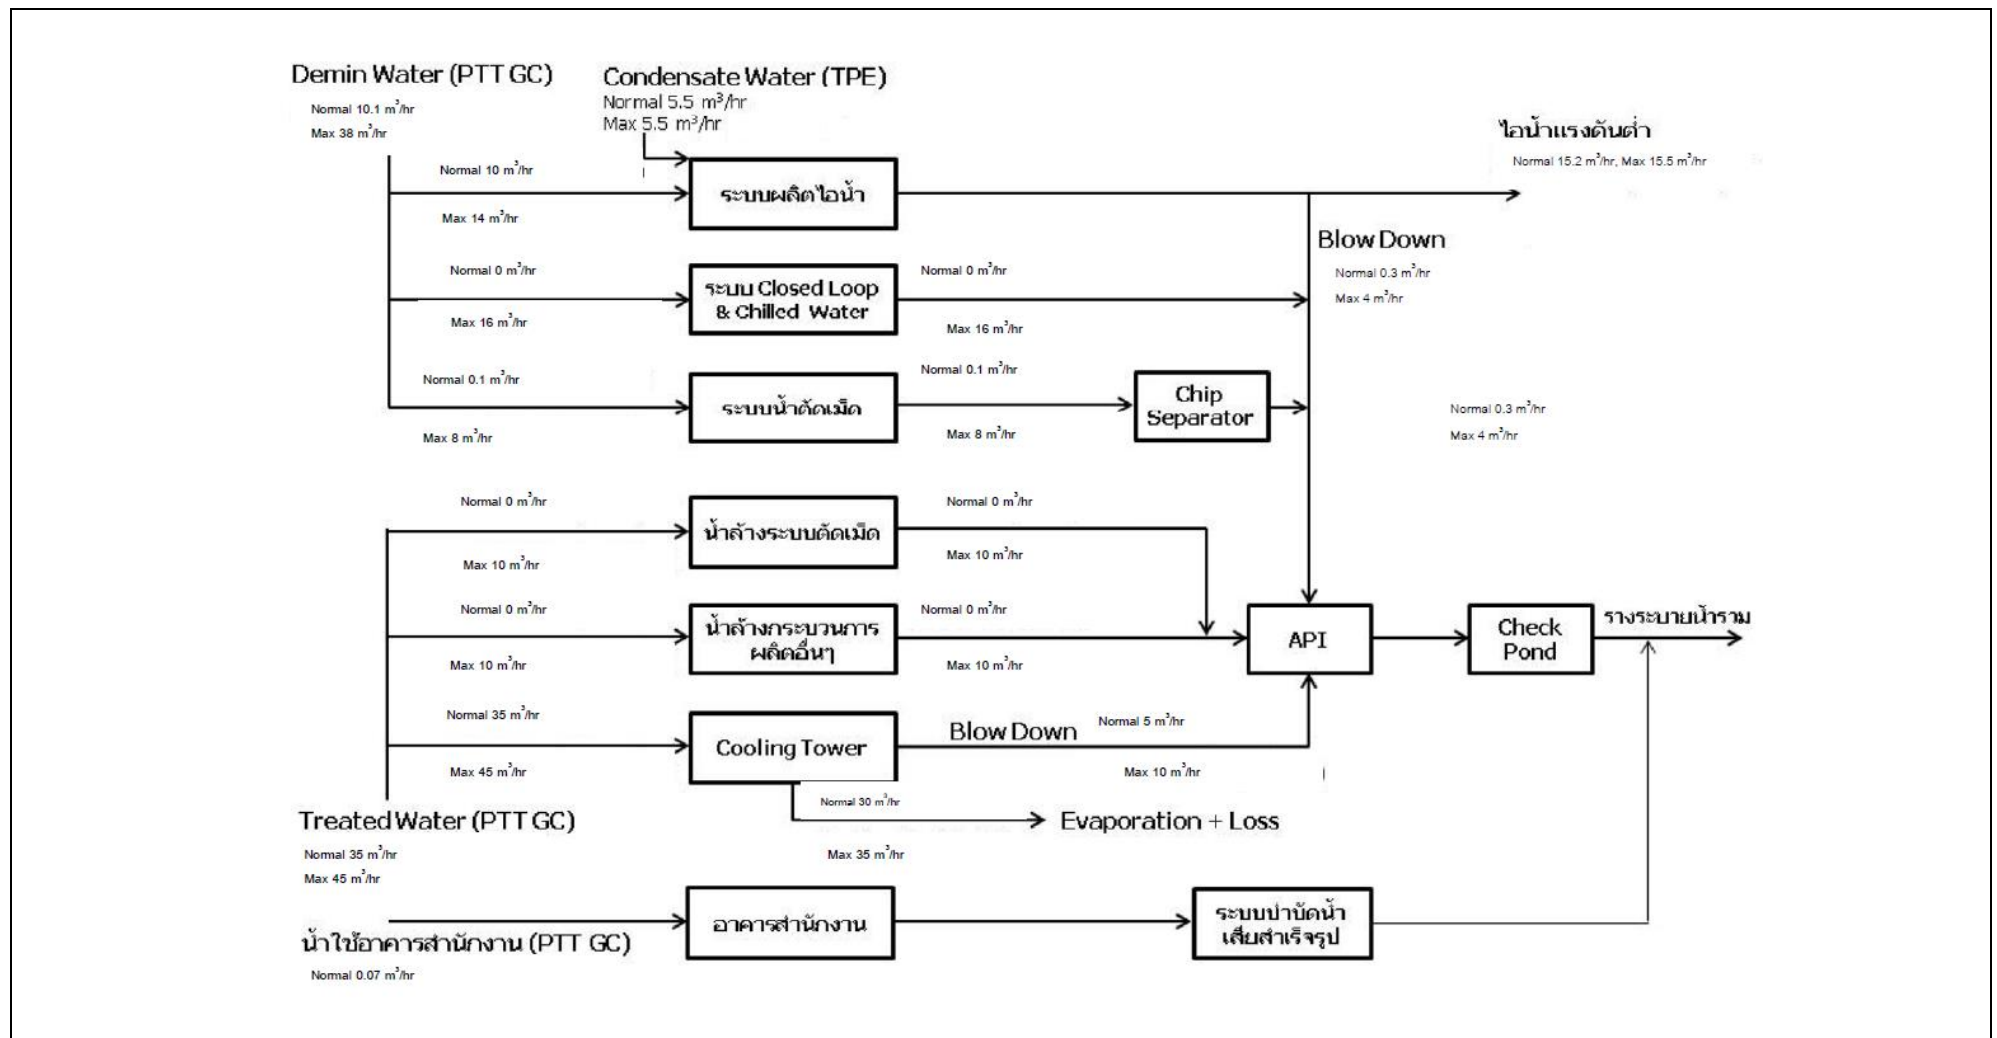 Demin Water (PTT GC)
Normal 10.1 m³/hr
Max 38 m³/hr
Condensate Water (TPE)
Normal 5.5 m³/hr
Max 5.5 m³/hr
ไอน้ำแรงดันต่ำ
Normal 15.2 m³/hr, Max 15.5 m³/hr
Normal 10 m³/hr
Max 14 m³/hr
ระบบผลิตไอน้ำ
Blow Down
Normal 0.3 m³/hr
Max 4 m³/hr
Normal 0 m³/hr
Max 16 m³/hr
ระบบ Closed Loop
& Chilled Water
Normal 0 m³/hr
Max 16 m³/hr
Normal 0.1 m³/hr
Max 8 m³/hr
ระบบน้ำตัดเม็ด
Normal 0.1 m³/hr
Max 8 m³/hr
Chip
Separator
Normal 0.3 m³/hr
Max 4 m³/hr
Normal 0 m³/hr
Max 10 m³/hr
น้ำล้างระบบตัดเม็ด
Normal 0 m³/hr
Max 10 m³/hr
Normal 0 m³/hr
Max 10 m³/hr
น้ำล้างกระบวนการ
ผลิตอื่นๆ
Normal 0 m³/hr
Max 10 m³/hr
API
Check
Pond
รางระบายน้ำรวม
Normal 35 m³/hr
Max 45 m³/hr
Cooling Tower
Blow Down
Normal 5 m³/hr
Max 10 m³/hr
Normal 30 m³/hr
Max 35 m³/hr
Evaporation + Loss
Treated Water (PTT GC)
Normal 35 m³/hr
Max 45 m³/hr
น้ำใช้อาคารสำนักงาน (PTT GC)
Normal 0.07 m³/hr
อาคารสำนักงาน
ระบบบำบัดน้ำ
เสียสำเร็จรูป